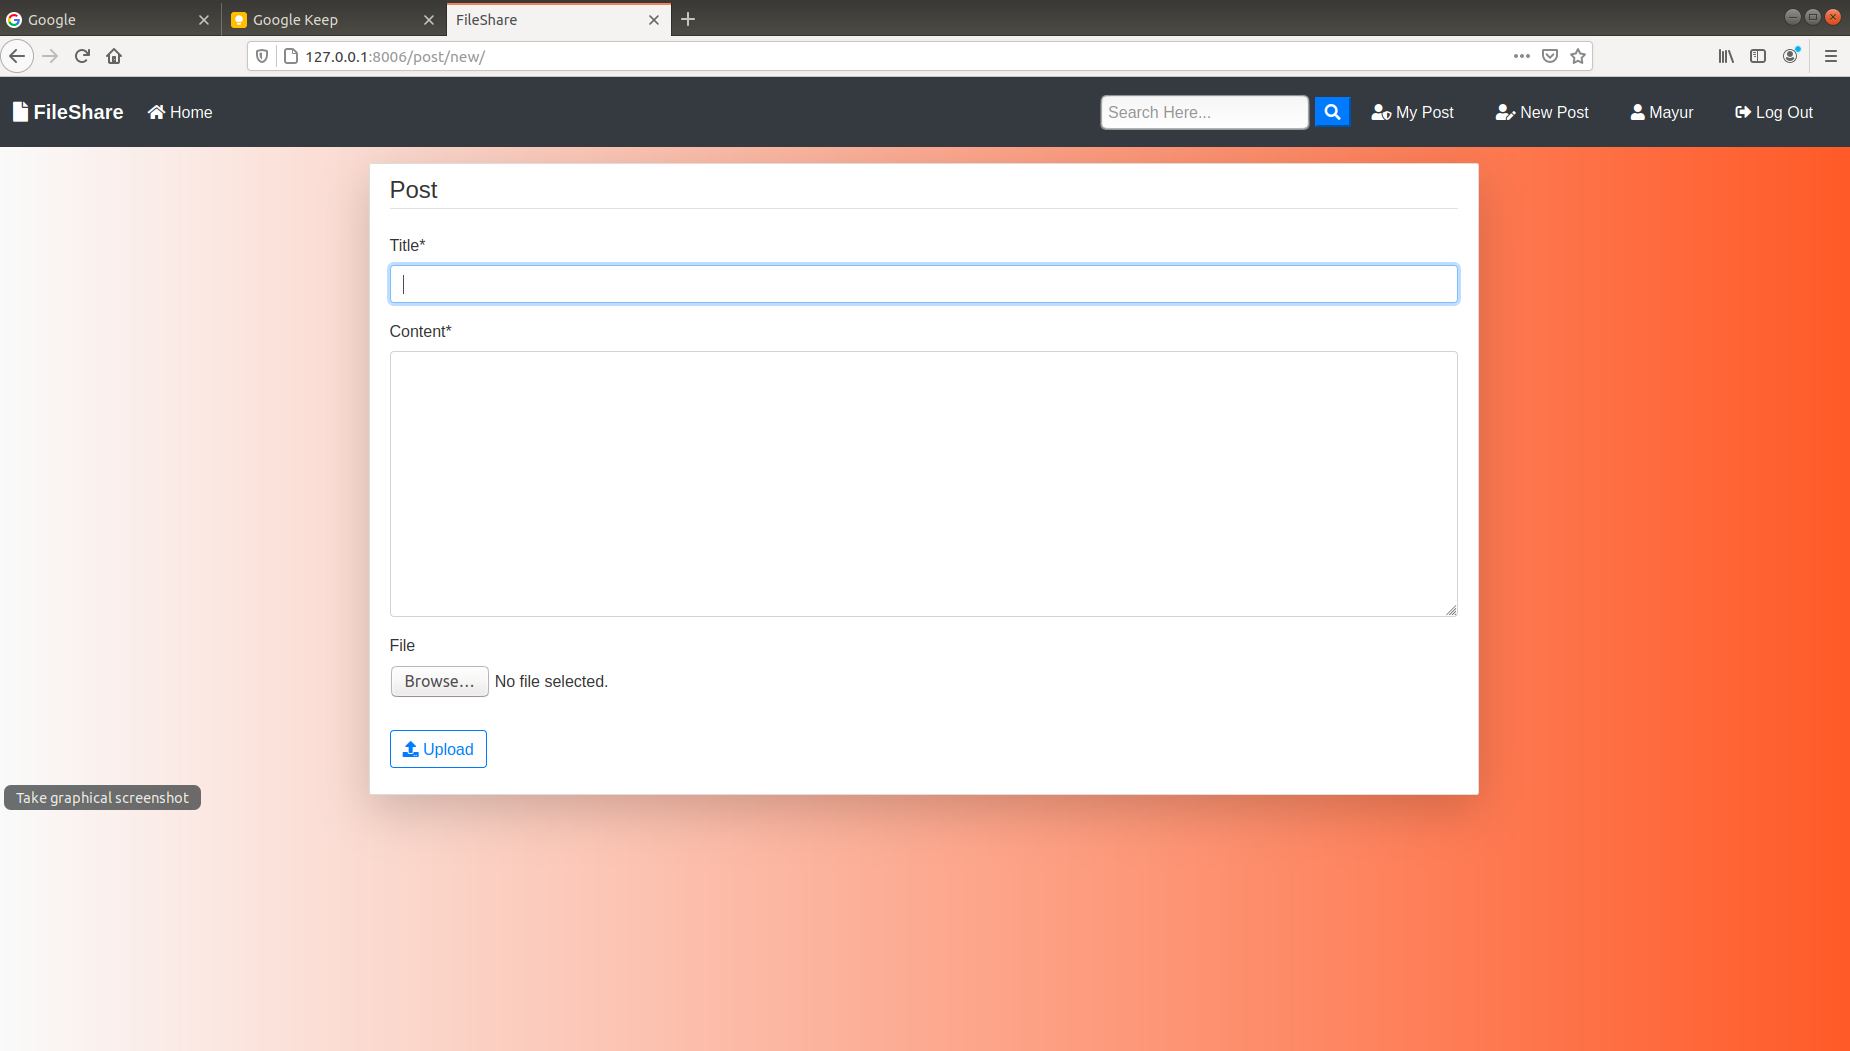 Google
Google Keep
FileShare
127.0.0.1:8006/post/new/
FileShare
Home
Search Here...
My Post
New Post
Mayur
Log Out
Post
Title*
Content*
File
Browse... No file selected.
Upload
Take graphical screenshot